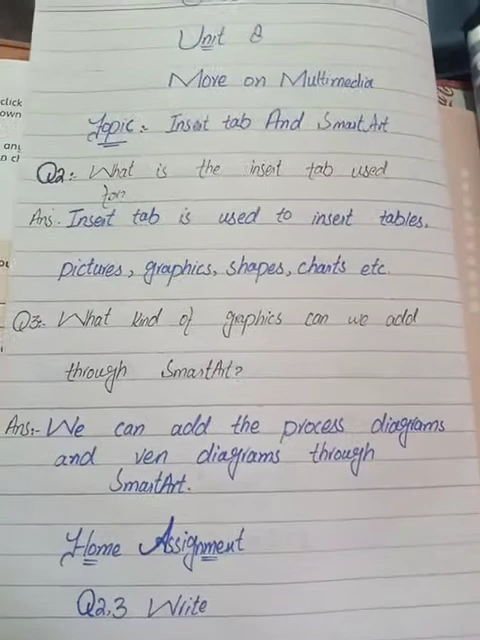 Unit 8
More on Multimedia
Topic:- Insert tab And SmartArt
Q2:- What is the insert tab used
for?
Ans:- Insert tab is used to insert tables,
pictures, graphics, shapes, charts etc.
Q3:- What kind of graphics can we add
through SmartArt?
Ans:- We can add the process diagrams
and ven diagrams through
SmartArt.
Home Assignment
Q2,3 Write
click
own
any